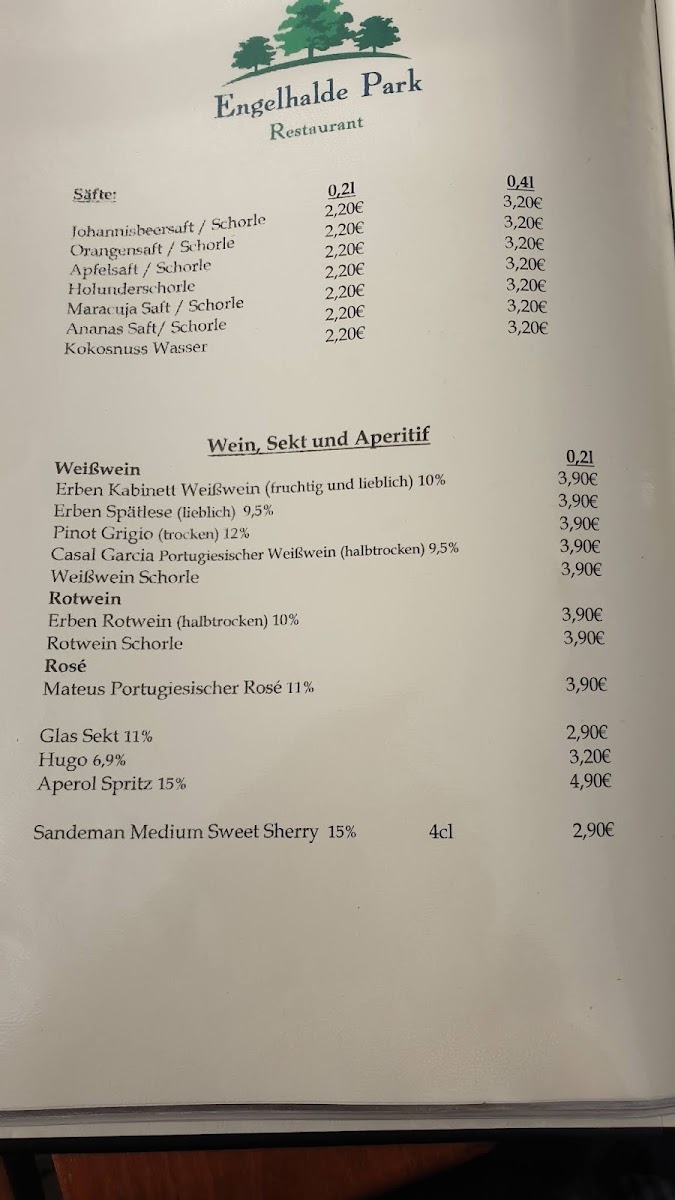 Engelhalde Park
Restaurant
Säfte: 0,2l 0,4l
Johannisbeersaft / Schorle 2,20€ 3,20€
Orangensaft / Schorle 2,20€ 3,20€
Apfelsaft / Schorle 2,20€ 3,20€
Holunderschorle 2,20€ 3,20€
Maracuja Saft / Schorle 2,20€ 3,20€
Ananas Saft/ Schorle 2,20€ 3,20€
Kokosnuss Wasser 2,20€ 3,20€
Wein, Sekt und Aperitif
Weißwein 0,2l
Erben Kabinett Weißwein (fruchtig und lieblich) 10% 3,90€
Erben Spätlese (lieblich) 9,5% 3,90€
Pinot Grigio (trocken) 12% 3,90€
Casal Garcia Portugiesischer Weißwein (halbtrocken) 9,5% 3,90€
Weißwein Schorle 3,90€
Rotwein
Erben Rotwein (halbtrocken) 10% 3,90€
Rotwein Schorle 3,90€
Rosé
Mateus Portugiesischer Rosé 11% 3,90€
Glas Sekt 11% 2,90€
Hugo 6,9% 3,20€
Aperol Spritz 15% 4,90€
Sandeman Medium Sweet Sherry 15% 4cl 2,90€